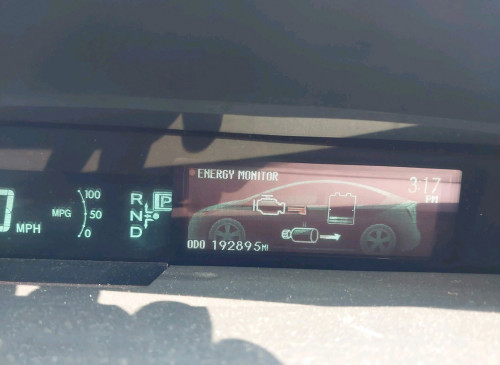 ENERGY MONITOR
3:17
PM
100
MPG 50
0
MPH
R
P
N
D
ODO 192895MI